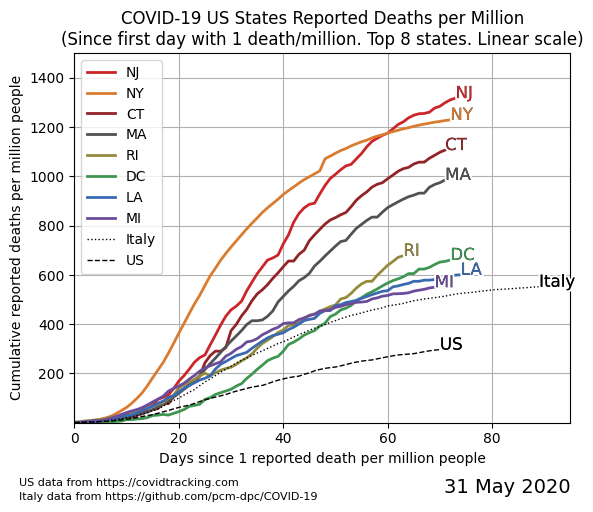 COVID-19 US States Reported Deaths per Million
(Since first day with 1 death/million. Top 8 states. Linear scale)
Cumulative reported deaths per million people
1400
1200
1000
800
600
400
200
NJ
NY
CT
MA
RI
DC
LA
MI
Italy
US
NJ
NY
CT
MA
RI
DC
LA
MI
Italy
US
0
20
40
60
80
Days since 1 reported death per million people
US data from https://covidtracking.com
Italy data from https://github.com/pcm-dpc/COVID-19
31 May 2020